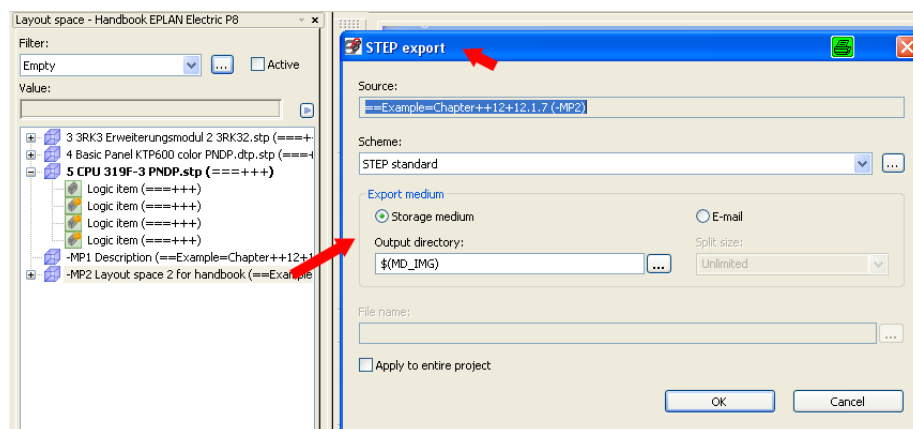 Layout space - Handbook EPLAN Electric P8
Filter:
Empty
...
Active
Value:
3 3RK3 Erweiterungsmodul 2 3RK32.stp (===+
4 Basic Panel KTP600 color PNDP.dtp.stp (===+
5 CPU 319F-3 PNDP.stp (===+++)
Logic item (===+++)
Logic item (===+++)
Logic item (===+++)
Logic item (===+++)
-MP1 Description (==Example=Chapter++12+1
-MP2 Layout space 2 for handbook (==Example
STEP export
Source:
==Example=Chapter++12+12.1.7 (-MP2)
Scheme:
STEP standard
...
Export medium
Storage medium
E-mail
Output directory:
Split size:
$(MD_IMG)
...
Unlimited
File name:
...
Apply to entire project
OK
Cancel